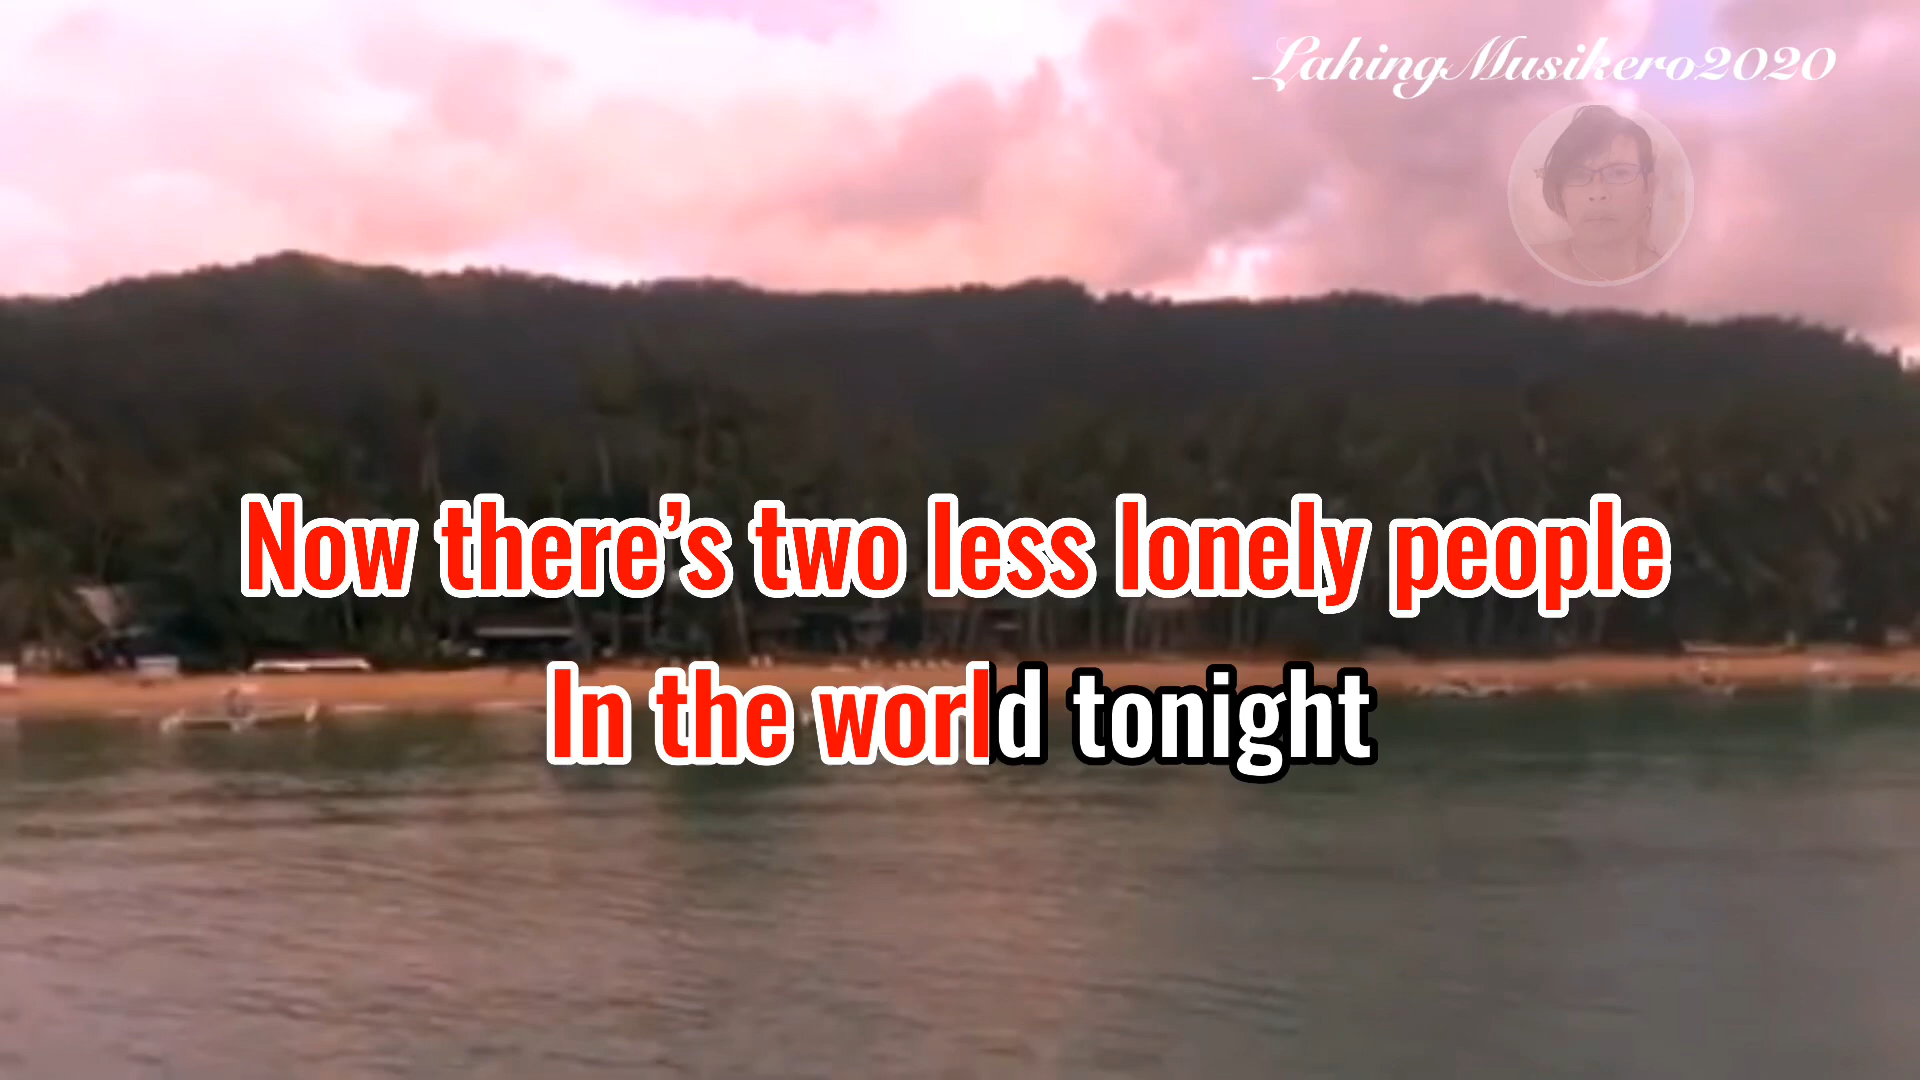 LahingMusikero2020
Now there’s two less lonely people
In the world tonight